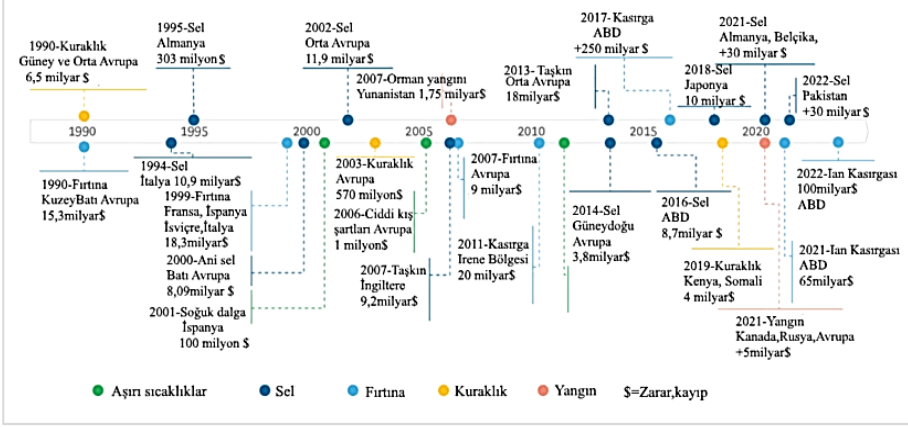 1990-Kuraklık
Güney ve Orta Avrupa
6,5 milyar $
1995-Sel
Almanya
303 milyon$
2002-Sel
Orta Avrupa
11,9 milyar $
2007-Orman yangını
Yunanistan 1,75 milyar$
2013- Taşkın
Orta Avrupa
18milyar$
2017- Kasırga
ABD
+250 milyar $
2018-Sel
Japonya
10 milyar $
2021-Sel
Almanya, Belçika,
+30 milyar $
2022-Sel
Pakistan
+30 milyar$
1990
1995
2000
2005
2010
2015
2020
1990-Fırtına
KuzeyBatı Avrupa
15,3milyar$
1994-Sel
İtalya 10,9 milyar$
1999-Fırtına
Fransa, İspanya
İsviçre,İtalya
18,3milyar$
2000-Ani sel
Batı Avrupa
8,09milyar $
2001-Soğuk dalga
İspanya
100 milyon $
2003-Kuraklık
Avrupa
570 milyon$
2006-Ciddi kış
şartları Avrupa
1 milyon$
2007-Taşkın
İngiltere
9,2milyar$
2007-Fırtına
Avrupa
9 milyar$
2011-Kasırga
Irene Bölgesi
20 milyar$
2014-Sel
Güneydoğu
Avrupa
3,8milyar$
2016-Sel
ABD
8,7milyar $
2019-Kuraklık
Kenya, Somali
4 milyar$
2021-Yangın
Kanada,Rusya,Avrupa
+5milyar$
2022-Ian Kasırgası
100milyar$
ABD
2021-Ian Kasırgası
ABD
65milyar$
Aşırı sıcaklıklar
Sel
Fırtına
Kuraklık
Yangın
$=Zarar,kayıp